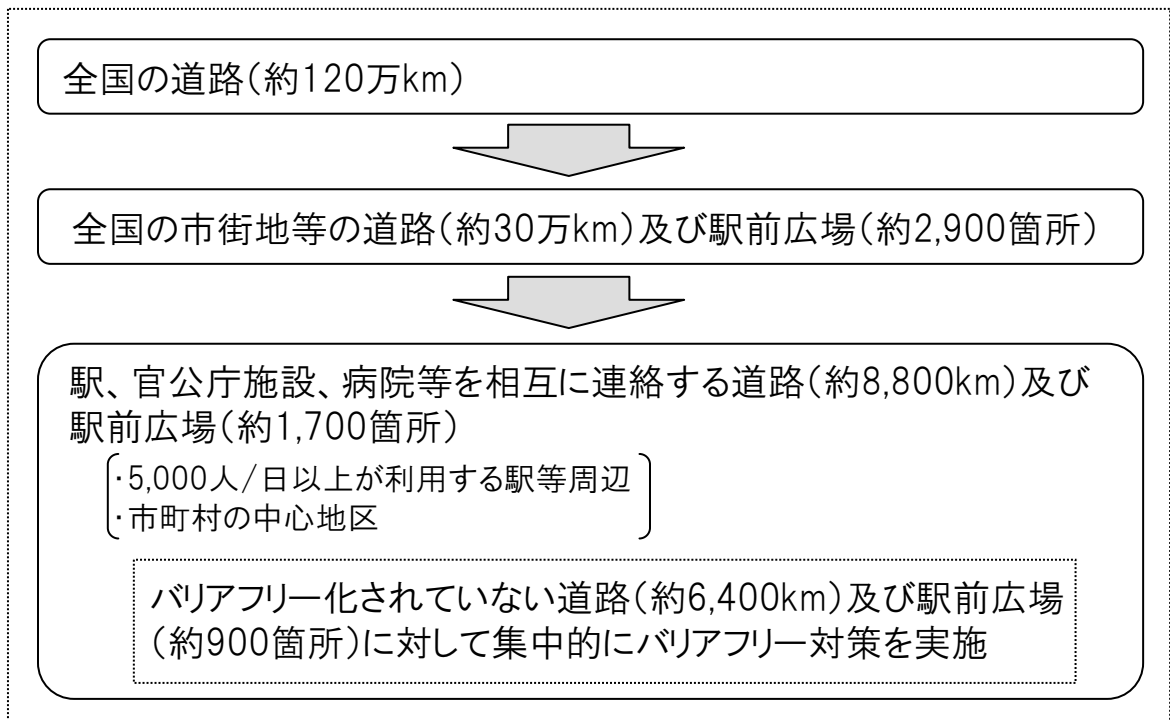 全国の道路(約120万km)
全国の市街地等の道路(約30万km)及び駅前広場(約2,900箇所)
駅、官公庁施設、病院等を相互に連絡する道路(約8,800km)及び
駅前広場(約1,700箇所)
・5,000人/日以上が利用する駅等周辺
・市町村の中心地区
バリアフリー化されていない道路(約6,400km)及び駅前広場
(約900箇所)に対して集中的にバリアフリー対策を実施